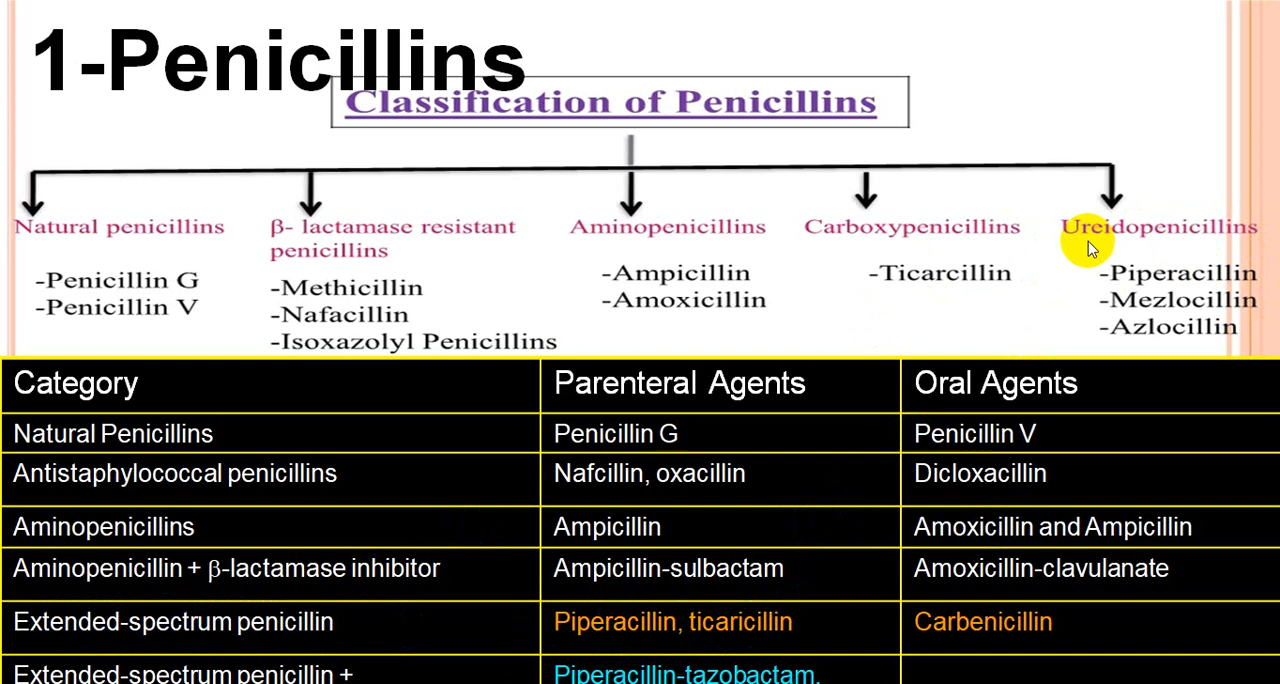 1-Penicillins
Classification of Penicillins
Natural penicillins
-Penicillin G
-Penicillin V
β- lactamase resistant
penicillins
-Methicillin
-Nafacillin
-Isoxazolyl Penicillins
Aminopenicillins
-Ampicillin
-Amoxicillin
Carboxypenicillins
-Ticarcillin
Ureidopenicillins
-Piperacillin
-Mezlocillin
-Azlocillin
Category Parenteral Agents Oral Agents
Natural Penicillins Penicillin G Penicillin V
Antistaphylococcal penicillins Nafcillin, oxacillin Dicloxacillin
Aminopenicillins Ampicillin Amoxicillin and Ampicillin
Aminopenicillin + β-lactamase inhibitor Ampicillin-sulbactam Amoxicillin-clavulanate
Extended-spectrum penicillin Piperacillin, ticaricillin Carbenicillin
Extended-spectrum penicillin + Piperacillin-tazobactam,